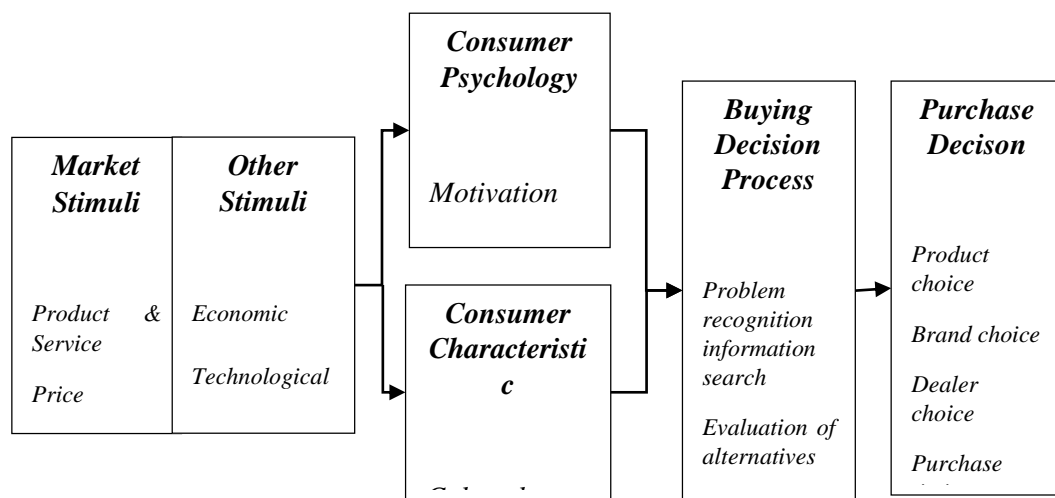 Market
Stimuli
Product & 
Service
Price
Other
Stimuli
Economic
Technological
Consumer
Psychology
Motivation
Consumer
Characteristi
c
Buying
Decision
Process
Problem
recognition
information
search
Evaluation of
alternatives
Purchase
Decison
Product
choice
Brand choice
Dealer
choice
Purchase